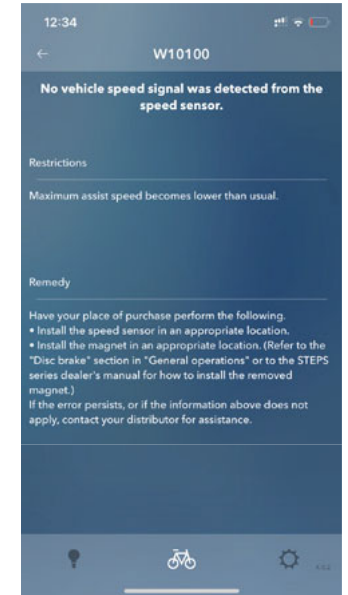 12:34
W10100
No vehicle speed signal was detected from the
speed sensor.
Restrictions
Maximum assist speed becomes lower than usual.
Remedy
Have your place of purchase perform the following.
• Install the speed sensor in an appropriate location.
• Install the magnet in an appropriate location. (Refer to the
"Disc brake" section in "General operations" or to the STEPS
series dealer's manual for how to install the removed
magnet.)
If the error persists, or if the information above does not
apply, contact your distributor for assistance.